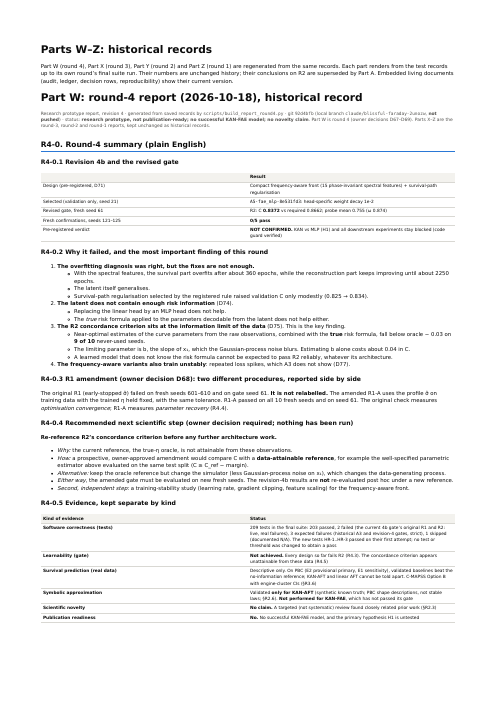 Parts W–Z: historical records
Part W (round 4), Part X (round 3), Part Y (round 2) and Part Z (round 1) are regenerated from the same records. Each part renders from the test records
up to its own round's final suite run. Their numbers are unchanged history; their conclusions on R2 are superseded by Part A. Embedded living documents
(audit, ledger, decision rows, reproducibility) show their current version.
Part W: round-4 report (2026-10-18), historical record
Research prototype report, revision 4 · generated from saved records by scripts/build_report_round4.py · git
pushed) · status: research prototype, not publication-ready; no successful KAN-FAE model; no novelty claim. Part W is round 4 (owner decisions D67–D69). Parts X–Z are the
round-3, round-2 and round-1 reports, kept unchanged as historical records.
R4-0. Round-4 summary (plain English)
R4-0.1 Revision 4b and the revised gate
Result
Design (pre-registered, D71)
Compact frequency-aware front (15 phase-invariant spectral features) + survival-path
regularisation
Selected (validation only, seed 21)
head-specific weight decay 1e-2
Revised gate, fresh seed 61
R2: C 0.8372 vs required 0.8662; probe mean 0.755 (ω 0.874)
Fresh confirmations, seeds 121–125
0/5 pass
Pre-registered verdict
NOT CONFIRMED. KAN vs MLP (H1) and all downstream experiments stay blocked (code
guard verified)
R4-0.2 Why it failed, and the most important finding of this round
1. The overfitting diagnosis was right, but the fixes are not enough.
With the spectral features, the survival part overfits after about 360 epochs, while the reconstruction part keeps improving until about 2250
epochs.
The latent itself generalises.
Survival-path regularisation selected by the registered rule raised validation C only modestly (0.825 → 0.834).
2. The latent does not contain enough risk information (D74).
Replacing the linear head by an MLP head does not help.
The true risk formula applied to the parameters decodable from the latent does not help either.
3. The R2 concordance criterion sits at the information limit of the data (D75). This is the key finding.
Near-optimal estimates of the curve parameters from the raw observations, combined with the true risk formula, fall below oracle − 0.03 on
9 of 10 never-used seeds.
The limiting parameter is b, the slope of x₁, which the Gaussian-process noise blurs. Estimating b alone costs about 0.04 in C.
A learned model that does not know the risk formula cannot be expected to pass R2 reliably, whatever its architecture.
4. The frequency-aware variants also train unstably: repeated loss spikes, which A3 does not show (D77).
R4-0.3 R1 amendment (owner decision D68): two different procedures, reported side by side
The original R1 (early-stopped θ̂) failed on fresh seeds 601–610 and on gate seed 61. It is not relabelled. The amended R1-A uses the profile θ̂ on
training data with the trained η held fixed, with the same tolerance. R1-A passed on all 10 fresh seeds and on seed 61. The original check measures
optimisation convergence; R1-A measures parameter recovery (R4.4).
R4-0.4 Recommended next scientific step (owner decision required; nothing has been run)
Re-reference R2's concordance criterion before any further architecture work.
Why: the current reference, the true-η oracle, is not attainable from these observations.
How: a prospective, owner-approved amendment would compare C with a data-attainable reference, for example the well-specified parametric
estimator above evaluated on the same test split (C ≥ C_ref − margin).
Alternative: keep the oracle reference but change the simulator (less Gaussian-process noise on x₁), which changes the data-generating process.
Either way, the amended gate must be evaluated on new fresh seeds. The revision-4b results are not re-evaluated post hoc under a new reference.
Second, independent step: a training-stability study (learning rate, gradient clipping, feature scaling) for the frequency-aware front.
R4-0.5 Evidence, kept separate by kind
Kind of evidence
Status
Software correctness (tests)
209 tests in the final suite: 203 passed, 2 failed (the current 4b gate's original R1 and R2:
live, real failures), 3 expected failures (historical A3 and revision-4 gates, strict), 1 skipped
(documented N/A). The new tests HR-1..HR-3 passed on their first attempt; no test or
threshold was changed to obtain a pass
Learnability (gate)
Not achieved. Every design so far fails R2 (R4.3). The concordance criterion appears
unattainable from these data (R4.5)
Survival prediction (real data)
Descriptive only. On PBC (E2 provisional primary, E1 sensitivity), validated baselines beat the
no-information reference; KAN-AFT and linear AFT cannot be told apart. C-MAPSS Option B
with engine-cluster CIs (§R3.6)
Symbolic approximation
Validated only for KAN-AFT (synthetic known truth; PBC shape descriptions, not stable
laws; §R2.6). Not performed for KAN-FAE, which has not passed its gate
Scientific novelty
No claim. A targeted (not systematic) review found closely related prior work (§R2.3)
Publication readiness
No. No successful KAN-FAE model, and the primary hypothesis H1 is untested